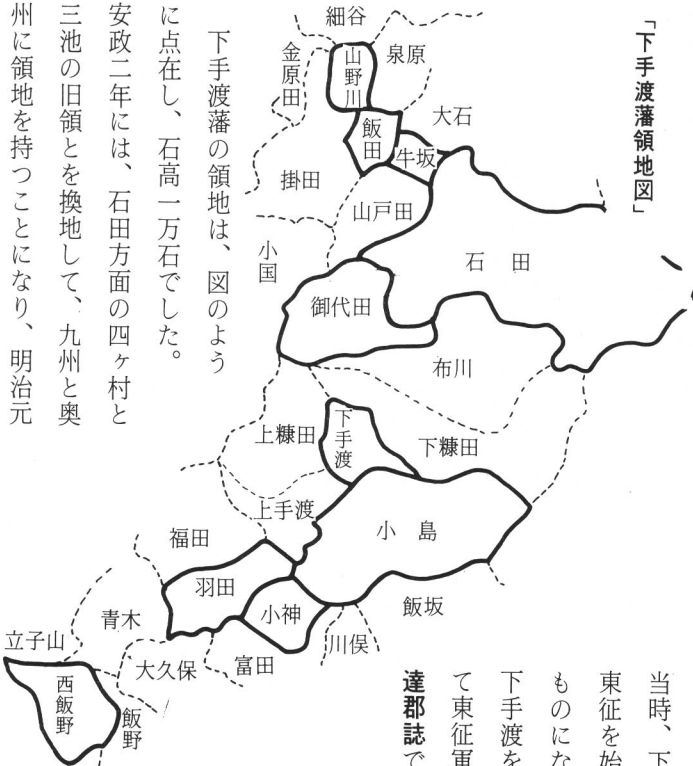 「下手渡藩領地図」
細谷
山野川
泉原
金原田
飯田
大石
牛坂
掛田
山戸田
石田
小国
御代田
布川
上糠田
下手渡
下糠田
上手渡
小島
福田
羽田
小神
飯坂
川俣
青木
立子山
大久保
富田
西飯野
飯野
下手渡藩の領地は、図のよう
に点在し、石高一万石でした。
安政二年には、石田方面の四ヶ村と
三池の旧領とを換地して、九州と奥
州に領地を持つことになり、明治元
当時、下
東征を始
ものにな
下手渡を
て東征軍
達郡誌で